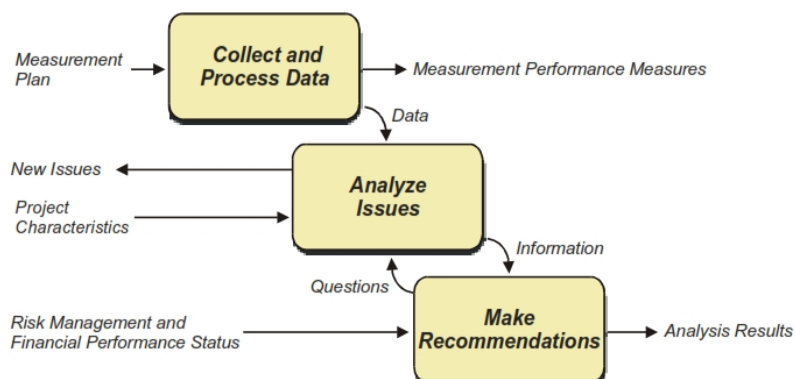 Collect and
Process Data
Measurement
Plan
Measurement Performance Measures
Data
New Issues
Analyze
Issues
Project
Characteristics
Information
Questions
Risk Management and
Financial Performance Status
Make
Recommendations
Analysis Results